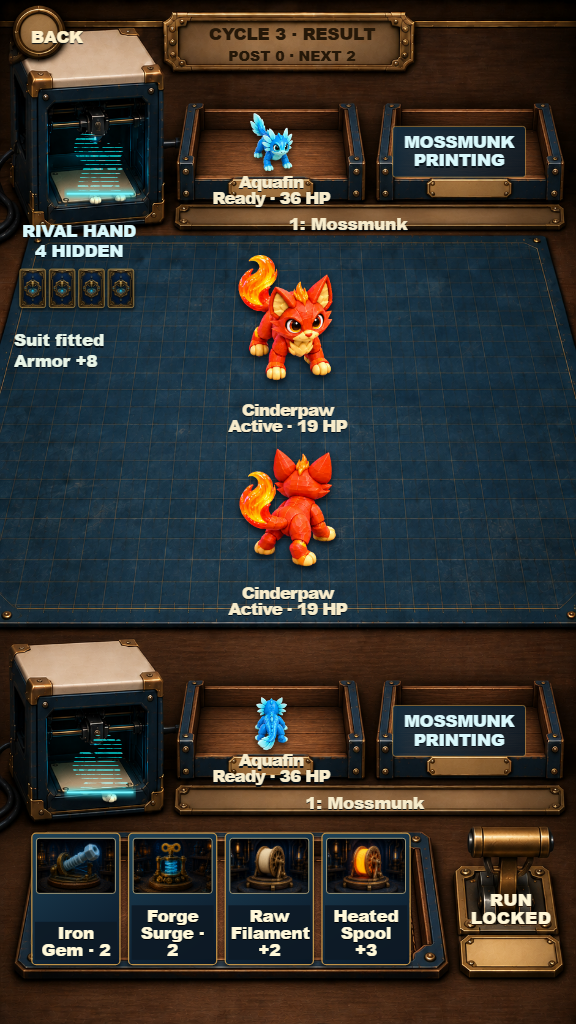 BACK
CYCLE 3 · RESULT
POST 0 · NEXT 2
Aquafin
Ready · 36 HP
MOSSMUNK
PRINTING
1: Mossmunk
RIVAL HAND
4 HIDDEN
Suit fitted
Armor +8
Cinderpaw
Active · 19 HP
Cinderpaw
Active · 19 HP
Aquafin
Ready · 36 HP
MOSSMUNK
PRINTING
1: Mossmunk
Iron
Gem · 2
Forge
Surge ·
2
Raw
Filament
+2
Heated
Spool
+3
RUN
LOCKED